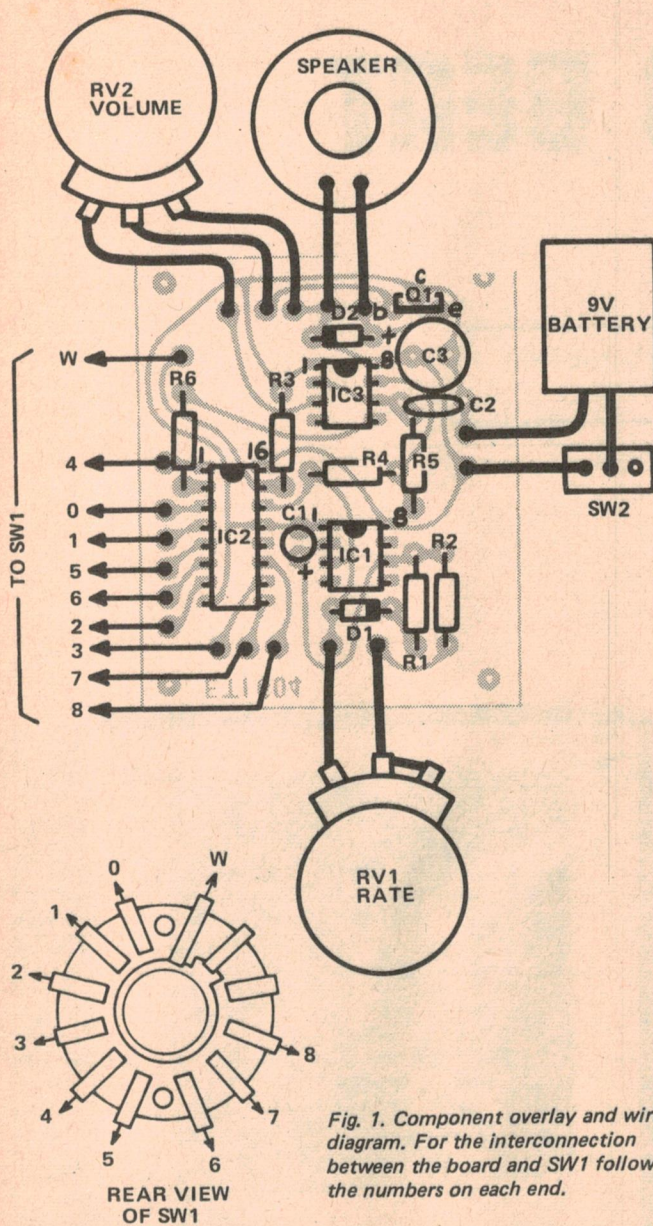 RV2
VOLUME
SPEAKER
9V
BATTERY
c
Q1
b
e
D2
+
C3
C2
W
R6
R3
1
8
IC3
R4
R5
SW2
TO SW1
4
0
1
5
6
2
3
7
8
1
16
IC2
C1
1
8
IC1
+
R2
D1
R1
ETI 604
RV1
RATE
0
W
1
2
3
4
5
6
7
8
REAR VIEW
OF SW1
Fig. 1. Component overlay and wir
diagram. For the interconnection
between the board and SW1 follow
the numbers on each end.